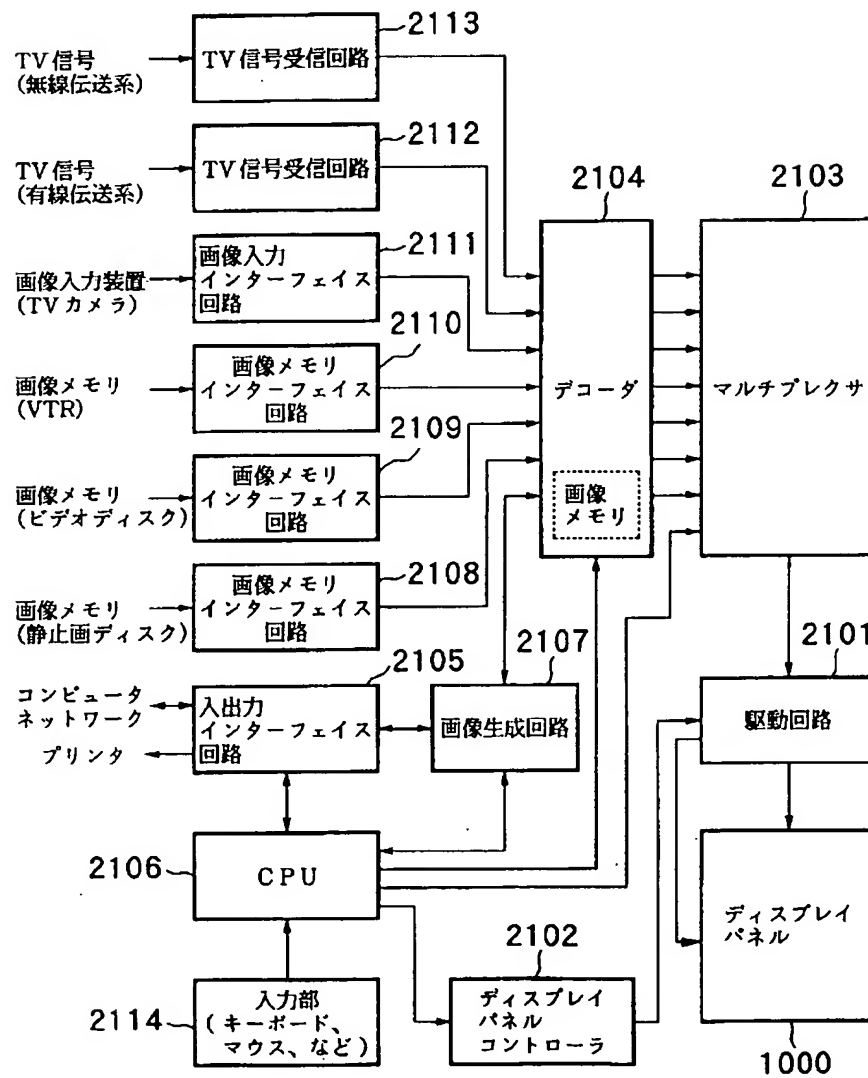 2113
TV信号
(無線伝送系)
TV信号受信回路
2112
TV信号
(有線伝送系)
TV信号受信回路
2104
2103
2111
画像入力装置
(TVカメラ)
画像入力
インターフェイス
回路
2110
画像メモリ
(VTR)
画像メモリ
インターフェイス
回路
デコーダ
マルチプレクサ
2109
画像メモリ
(ビデオディスク)
画像メモリ
インターフェイス
回路
画像
メモリ
2108
画像メモリ
(静止画ディスク)
画像メモリ
インターフェイス
回路
2105
2107
2101
コンピュータ
ネットワーク
プリンタ
入出力
インターフェイス
回路
画像生成回路
駆動回路
2106
CPU
ディスプレイ
パネル
2102
2114
入力部
(キーボード、
マウス、など)
ディスプレイ
パネル
コントローラ
1000